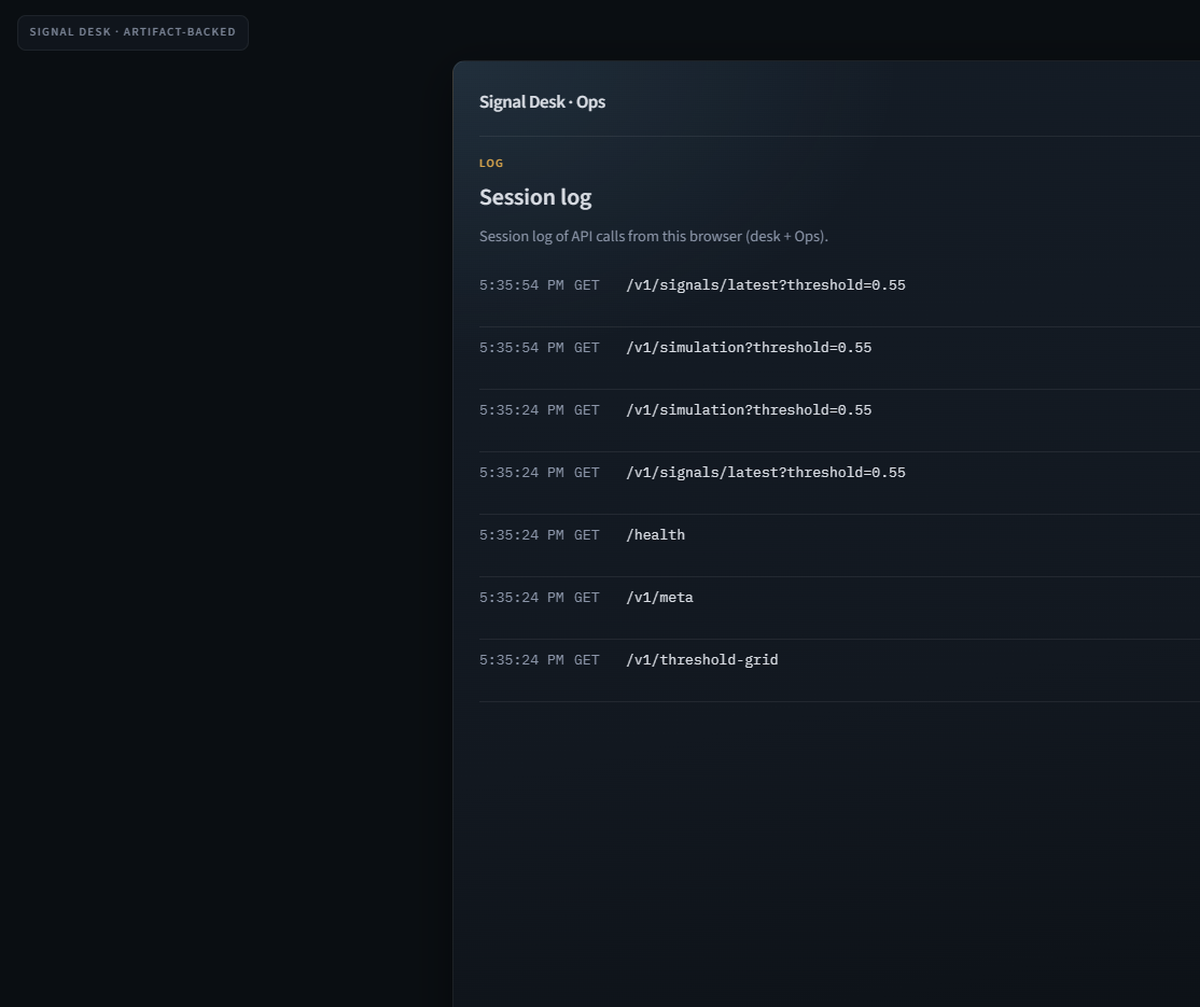 SIGNAL DESK · ARTIFACT-BACKED
Signal Desk · Ops
LOG
Session log
Session log of API calls from this browser (desk + Ops).
5:35:54 PM GET /v1/signals/latest?threshold=0.55
5:35:54 PM GET /v1/simulation?threshold=0.55
5:35:24 PM GET /v1/simulation?threshold=0.55
5:35:24 PM GET /v1/signals/latest?threshold=0.55
5:35:24 PM GET /health
5:35:24 PM GET /v1/meta
5:35:24 PM GET /v1/threshold-grid